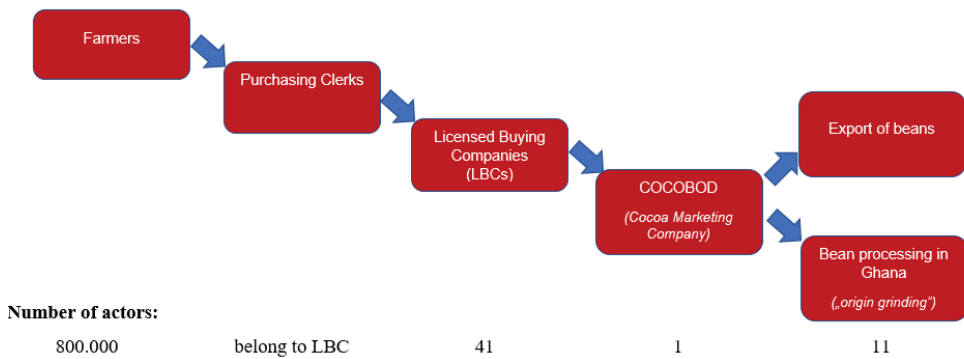 Farmers
Purchasing Clerks
Licensed Buying
Companies
(LBCs)
COCOBOD
(Cocoa Marketing
Company)
Export of beans
Bean processing in
Ghana
(„origin grinding“)
Number of actors:
800.000 belong to LBC 41 1 11